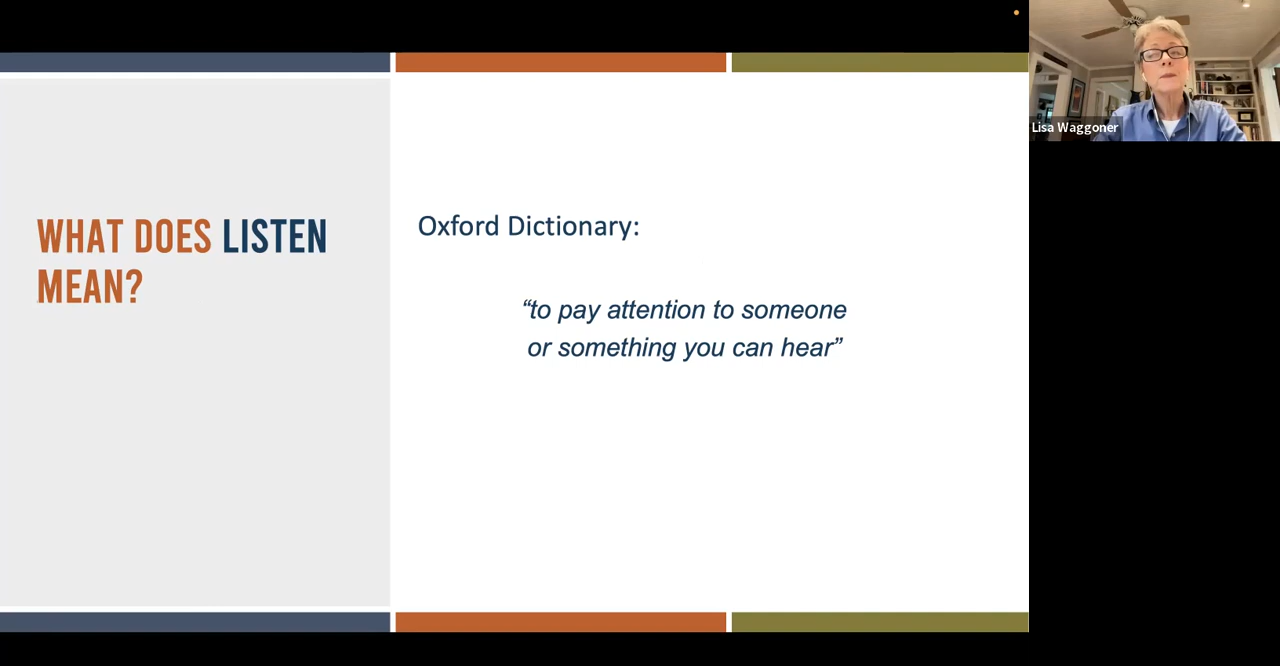 WHAT DOES LISTEN
MEAN?
Oxford Dictionary:
“to pay attention to someone
or something you can hear”
Lisa Waggoner